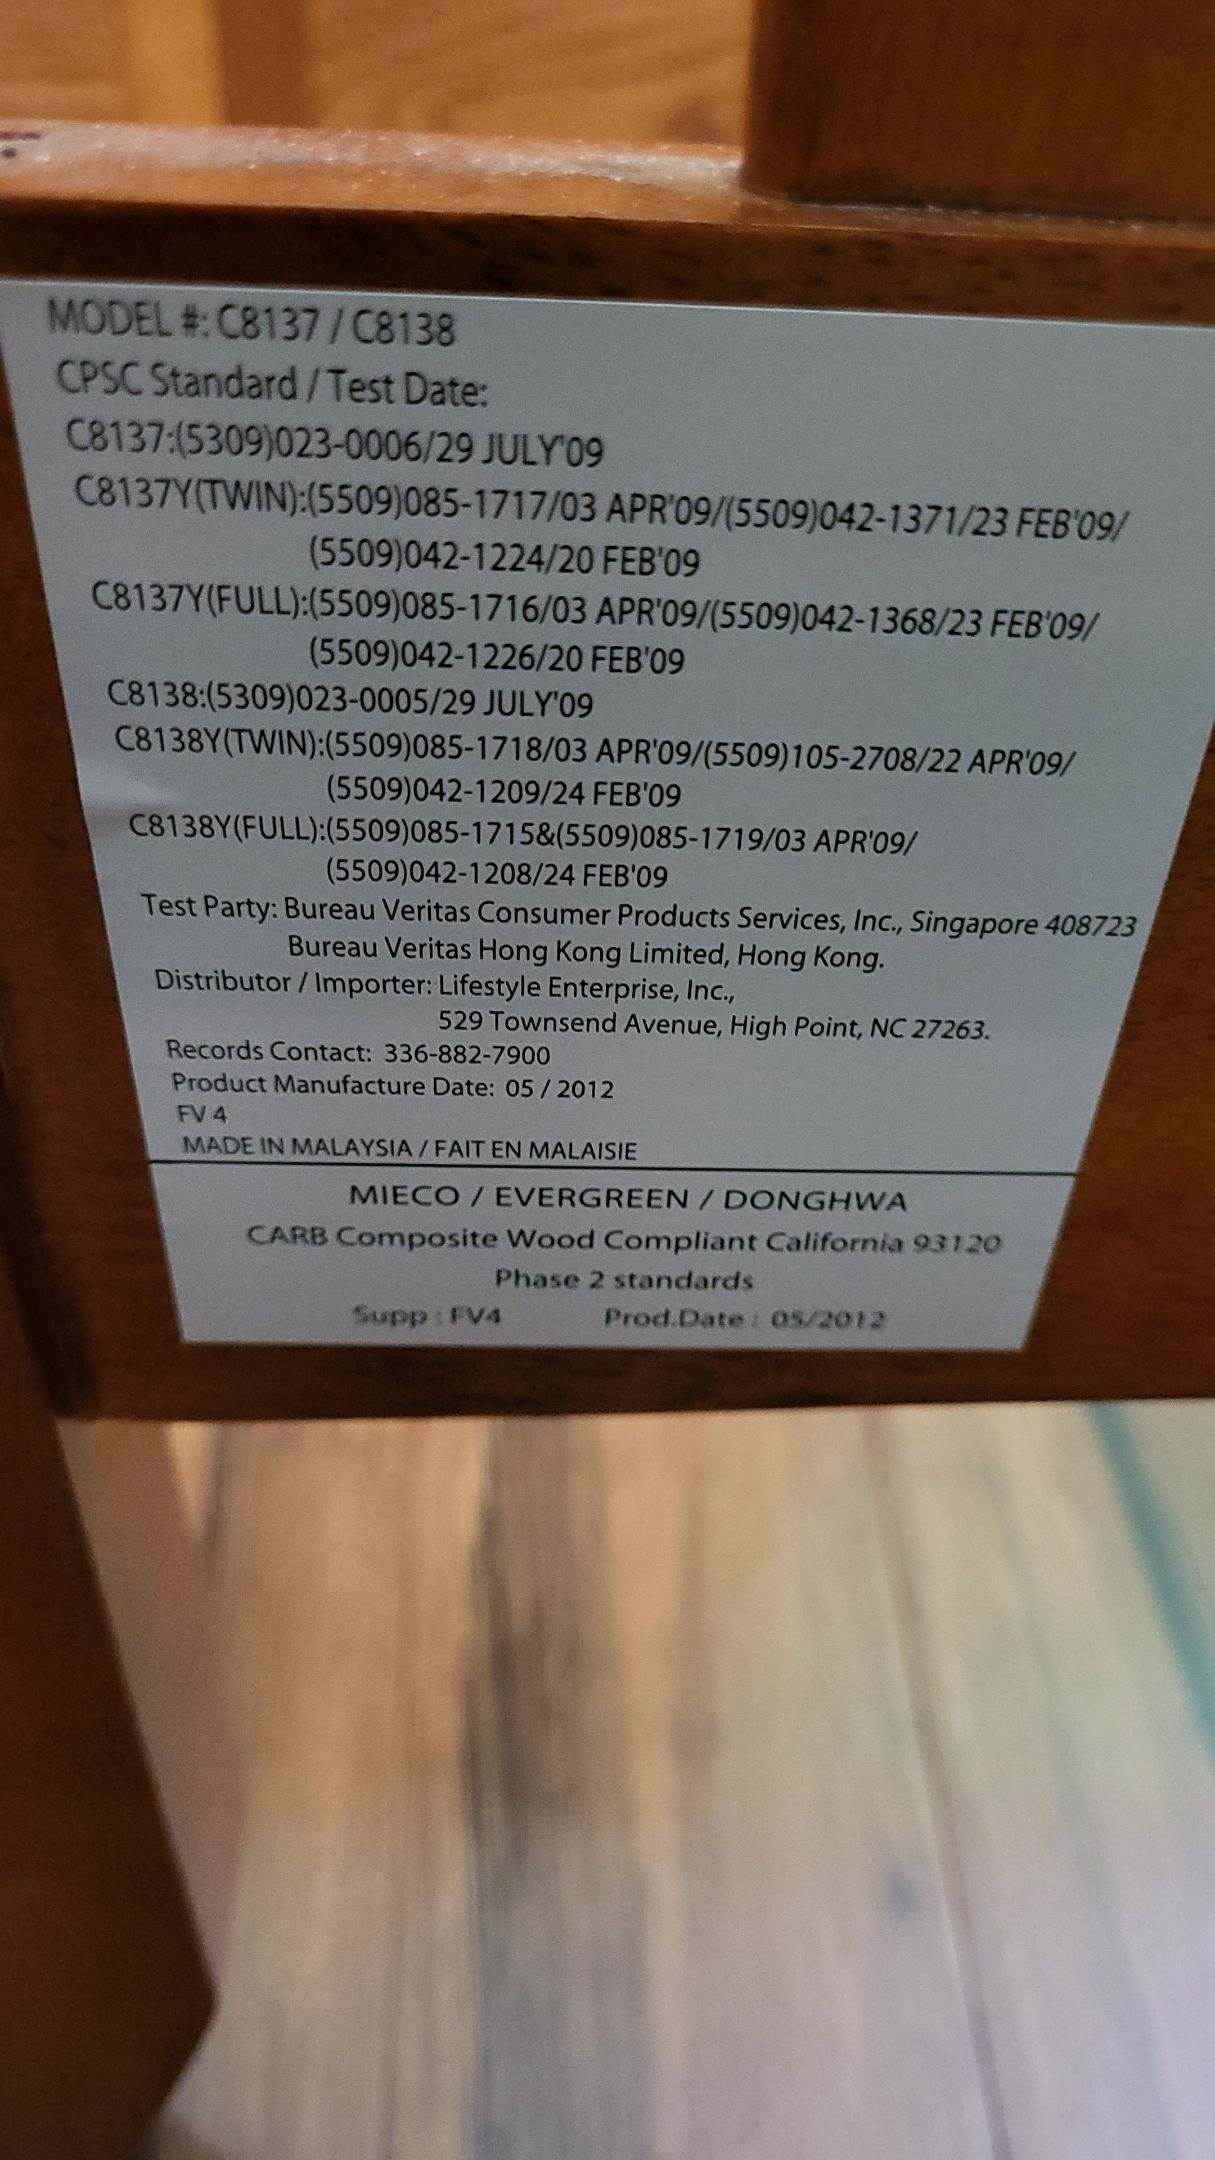 MODEL #: C8137 / C8138
CPSC Standard / Test Date:
C8137:(5309)023-0006/29 JULY'09
C8137Y(TWIN):(5509)085-1717/03 APR'09/(5509)042-1371/23 FEB'09/
(5509)042-1224/20 FEB'09
C8137Y(FULL):(5509)085-1716/03 APR'09/(5509)042-1368/23 FEB'09/
(5509)042-1226/20 FEB'09
C8138:(5309)023-0005/29 JULY'09
C8138Y(TWIN):(5509)085-1718/03 APR'09/(5509)105-2708/22 APR'09/
(5509)042-1209/24 FEB'09
C8138Y(FULL):(5509)085-1715&(5509)085-1719/03 APR'09/
(5509)042-1208/24 FEB'09
Test Party: Bureau Veritas Consumer Products Services, Inc., Singapore 408723
Bureau Veritas Hong Kong Limited, Hong Kong.
Distributor / Importer: Lifestyle Enterprise, Inc.,
529 Townsend Avenue, High Point, NC 27263.
Records Contact: 336-882-7900
Product Manufacture Date: 05 / 2012
FV 4
MADE IN MALAYSIA / FAIT EN MALAISIE
MIECO / EVERGREEN / DONGHWA
CARB Composite Wood Compliant California 93120
Phase 2 standards
Supp : FV4 Prod.Date : 05/2012